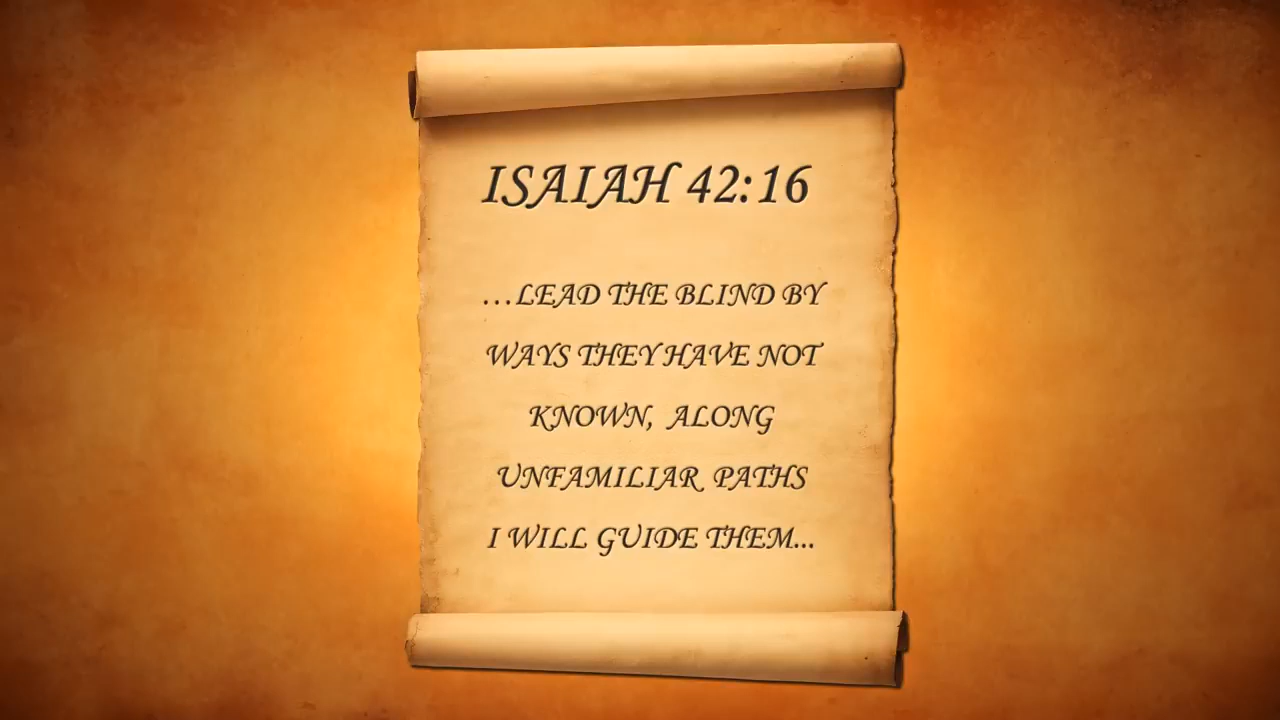 ISAIAH 42:16
...LEAD THE BLIND BY
WAYS THEY HAVE NOT
KNOWN, ALONG
UNFAMILIAR PATHS
I WILL GUIDE THEM...